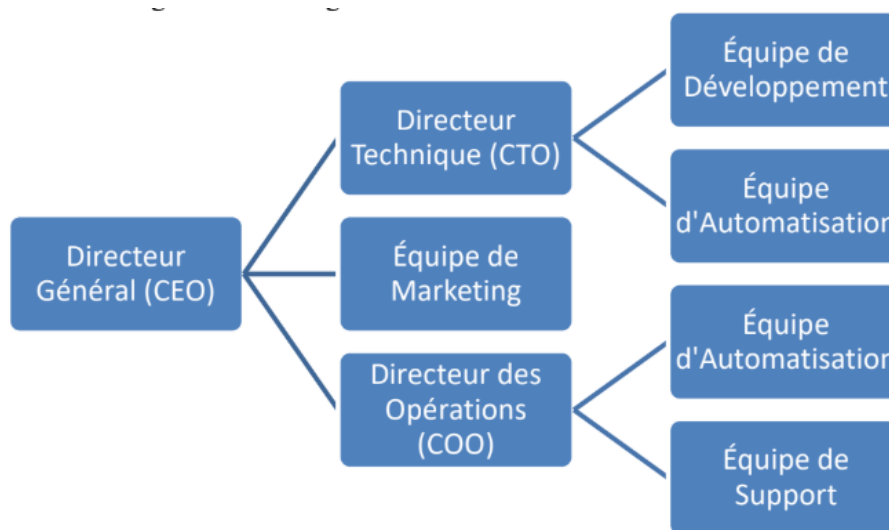 Directeur
Général (CEO)
Directeur
Technique (CTO)
Équipe de
Marketing
Directeur des
Opérations
(COO)
Équipe de
Développement
Équipe
d'Automatisation
Équipe
d'Automatisation
Équipe de
Support